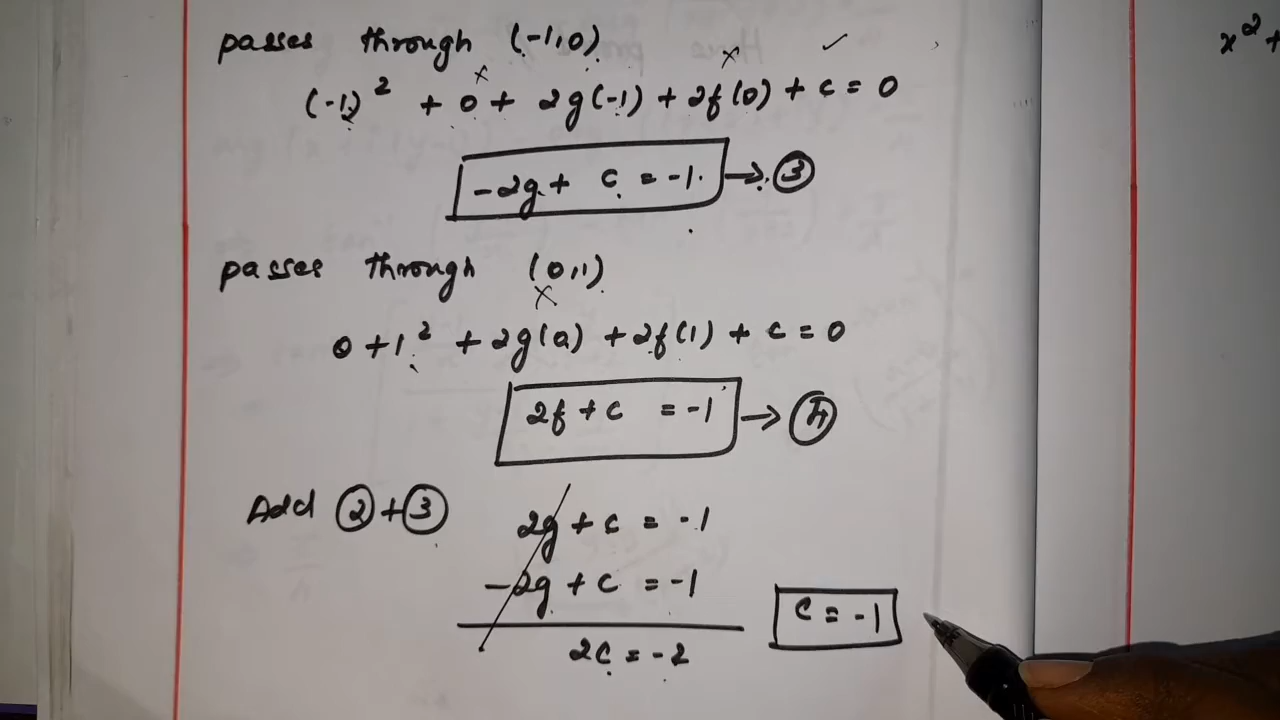 passes through (-1,0)
(-1)² + 0 + 2g(-1) + 2f(0) + c = 0
-2g + c = -1. → ③
passes through (0,1)
0 + 1² + 2g(0) + 2f(1) + c = 0
2f + c = -1 → ④
Add ② + ③
2g + c = -1
-2g + c = -1
2c = -2
c = -1
x² +